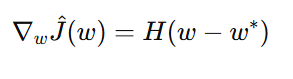 ∇_w Ĵ(w) = H(w − w*)